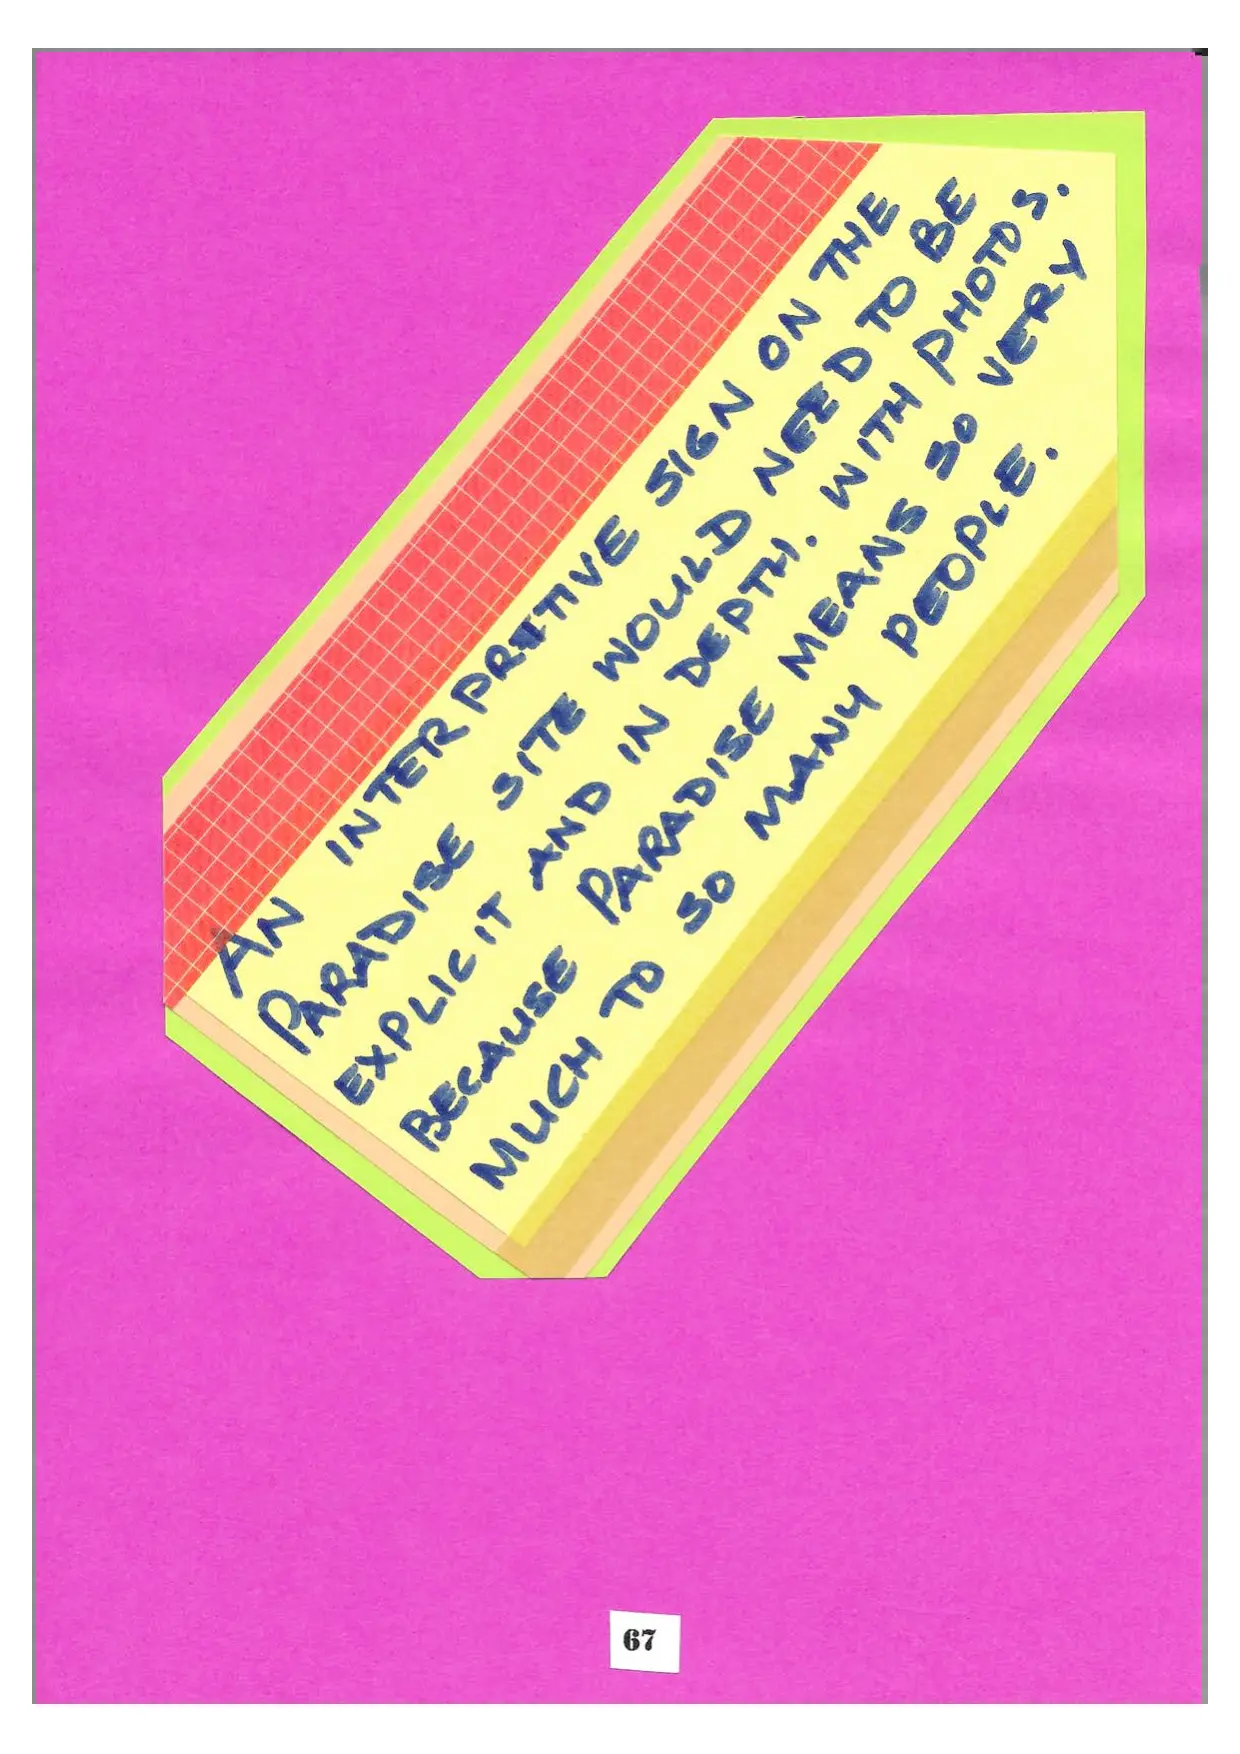 AN INTERPRETIVE SIGN ON THE
PARADISE SITE WOULD NEED TO BE
EXPLICIT AND IN DEPTH. WITH PHOTOS.
BECAUSE PARADISE MEANS SO VERY
MUCH TO SO MANY PEOPLE.
67